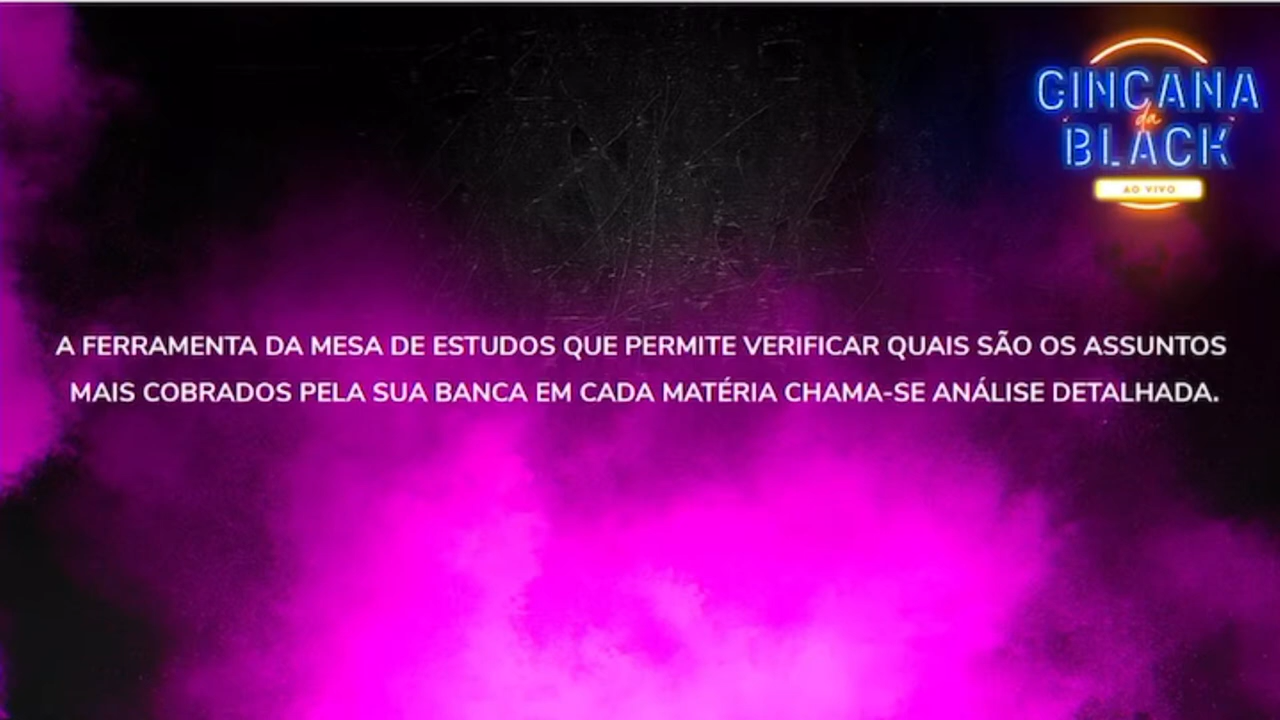 GINCANA
da
BLACK
AO VIVO
A FERRAMENTA DA MESA DE ESTUDOS QUE PERMITE VERIFICAR QUAIS SÃO OS ASSUNTOS
MAIS COBRADOS PELA SUA BANCA EM CADA MATÉRIA CHAMA-SE ANÁLISE DETALHADA.